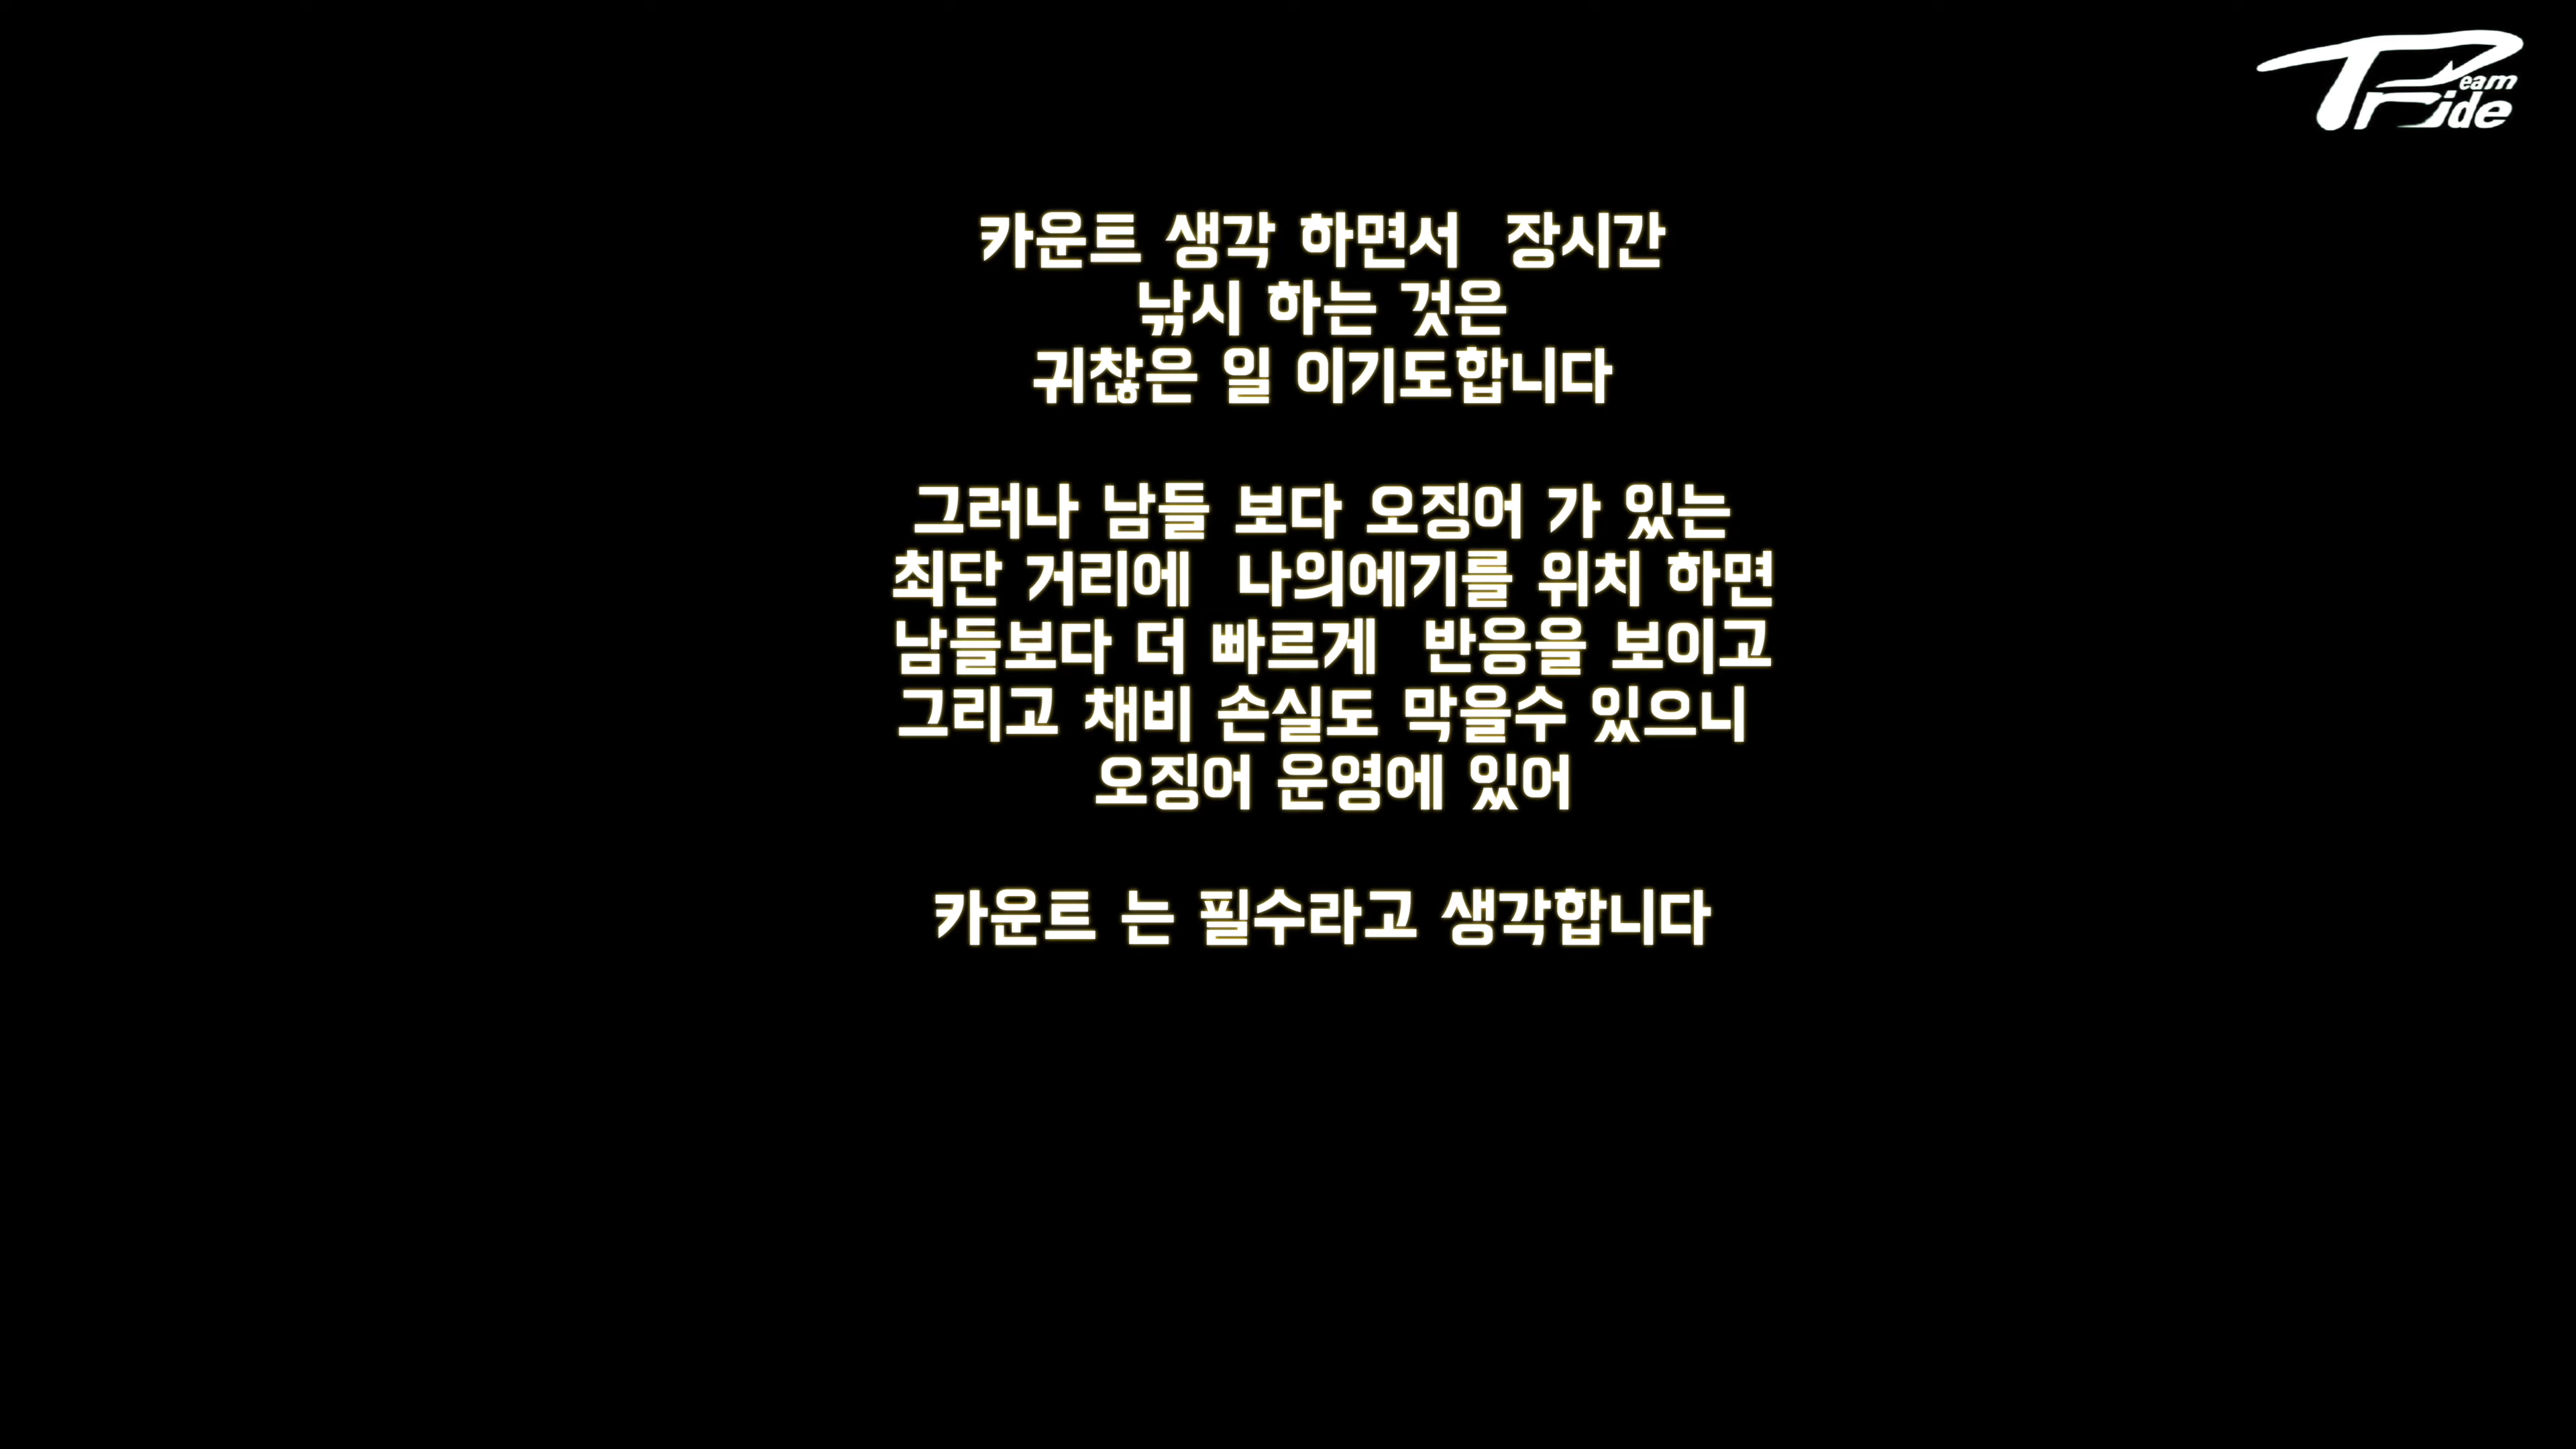 Team Pride
카운트 생각 하면서 장시간
낚시 하는 것은
귀찮은 일 이기도합니다
그러나 남들 보다 오징어 가 있는
최단 거리에 나의에기를 위치 하면
남들보다 더 빠르게 반응을 보이고
그리고 채비 손실도 막을수 있으니
오징어 운영에 있어
카운트 는 필수라고 생각합니다